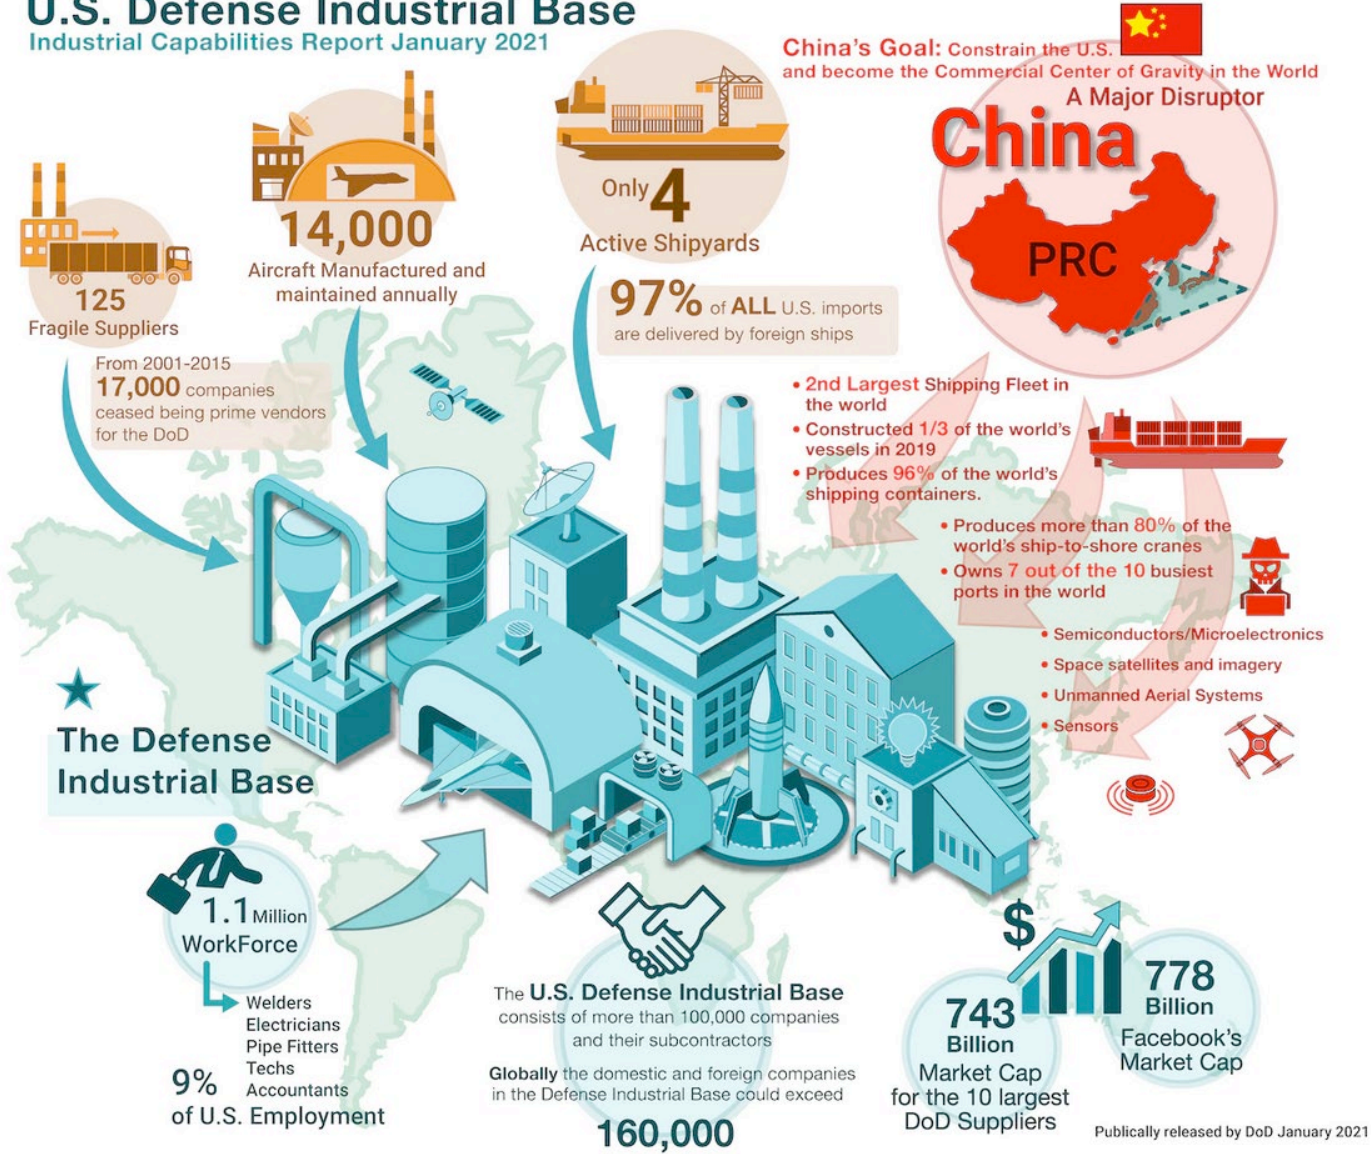 U.S. Defense Industrial Base
Industrial Capabilities Report January 2021
China's Goal: Constrain the U.S.
and become the Commercial Center of Gravity in the World
A Major Disruptor
China
PRC
125
Fragile Suppliers
14,000
Aircraft Manufactured and
maintained annually
Only 4
Active Shipyards
97% of ALL U.S. imports
are delivered by foreign ships
From 2001-2015
17,000 companies
ceased being prime vendors
for the DoD
• 2nd Largest Shipping Fleet in
the world
• Constructed 1/3 of the world's
vessels in 2019
• Produces 96% of the world's
shipping containers.
• Produces more than 80% of the
world's ship-to-shore cranes
• Owns 7 out of the 10 busiest
ports in the world
• Semiconductors/Microelectronics
• Space satellites and imagery
• Unmanned Aerial Systems
• Sensors
The Defense
Industrial Base
1.1 Million
WorkForce
Welders
Electricians
Pipe Fitters
Techs
Accountants
9%
of U.S. Employment
The U.S. Defense Industrial Base
consists of more than 100,000 companies
and their subcontractors
Globally the domestic and foreign companies
in the Defense Industrial Base could exceed
160,000
$
743
Billion
Market Cap
for the 10 largest
DoD Suppliers
778
Billion
Facebook's
Market Cap
Publically released by DoD January 2021